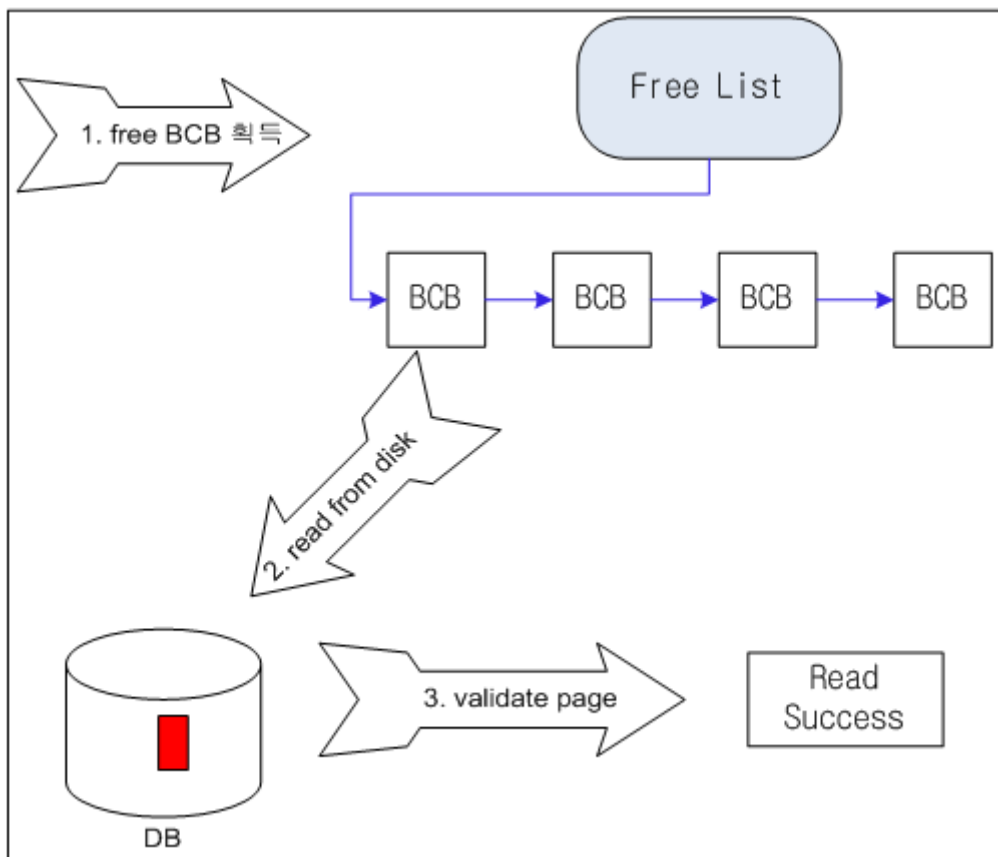 Free List
1. free BCB 획득
BCB
BCB
BCB
BCB
2. read from disk
3. validate page
Read
Success
DB